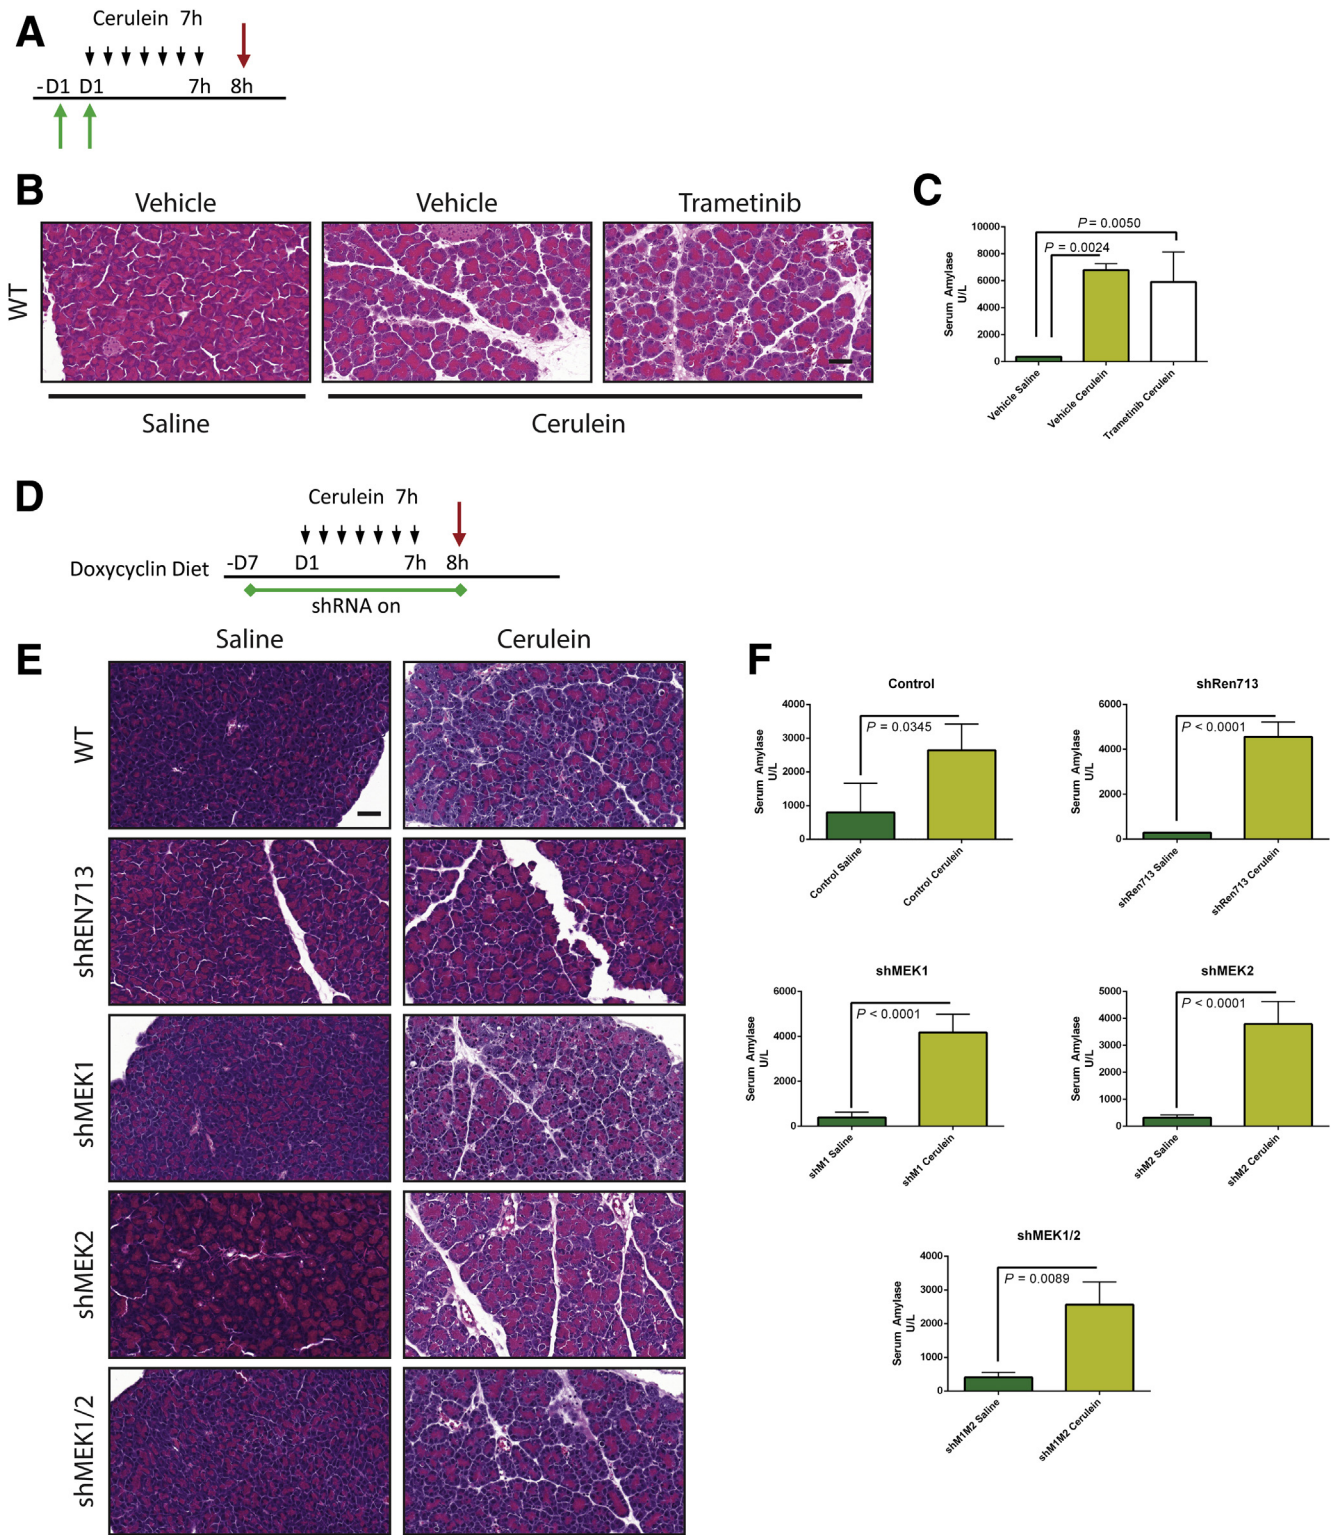 A
Cerulein 7h
-D1 D1 7h 8h
B
Vehicle Vehicle Trametinib
WT
Saline Cerulein
C
P = 0.0050
P = 0.0024
10000
8000
6000
4000
2000
0
Serum Amylase
U/L
Vehicle Saline
Vehicle Cerulein
Trametinib Cerulein
D
Cerulein 7h
Doxycyclin Diet -D7 D1 7h 8h
shRNA on
E
Saline Cerulein
WT
shREN713
shMEK1
shMEK2
shMEK1/2
F
Control
P = 0.0345
4000
3000
2000
1000
0
Serum Amylase
U/L
Control Saline
Control Cerulein
shRen713
P < 0.0001
6000
4000
2000
0
Serum Amylase
U/L
shRen713 Saline
shRen713 Cerulein
shMEK1
P < 0.0001
6000
4000
2000
0
Serum Amylase
U/L
shM1 Saline
shM1 Cerulein
shMEK2
P < 0.0001
5000
4000
3000
2000
1000
0
Serum Amylase
U/L
shM2 Saline
shM2 Cerulein
shMEK1/2
P = 0.0089
4000
3000
2000
1000
0
Serum Amylase
U/L
shM1M2 Saline
shM1M2 Cerulein